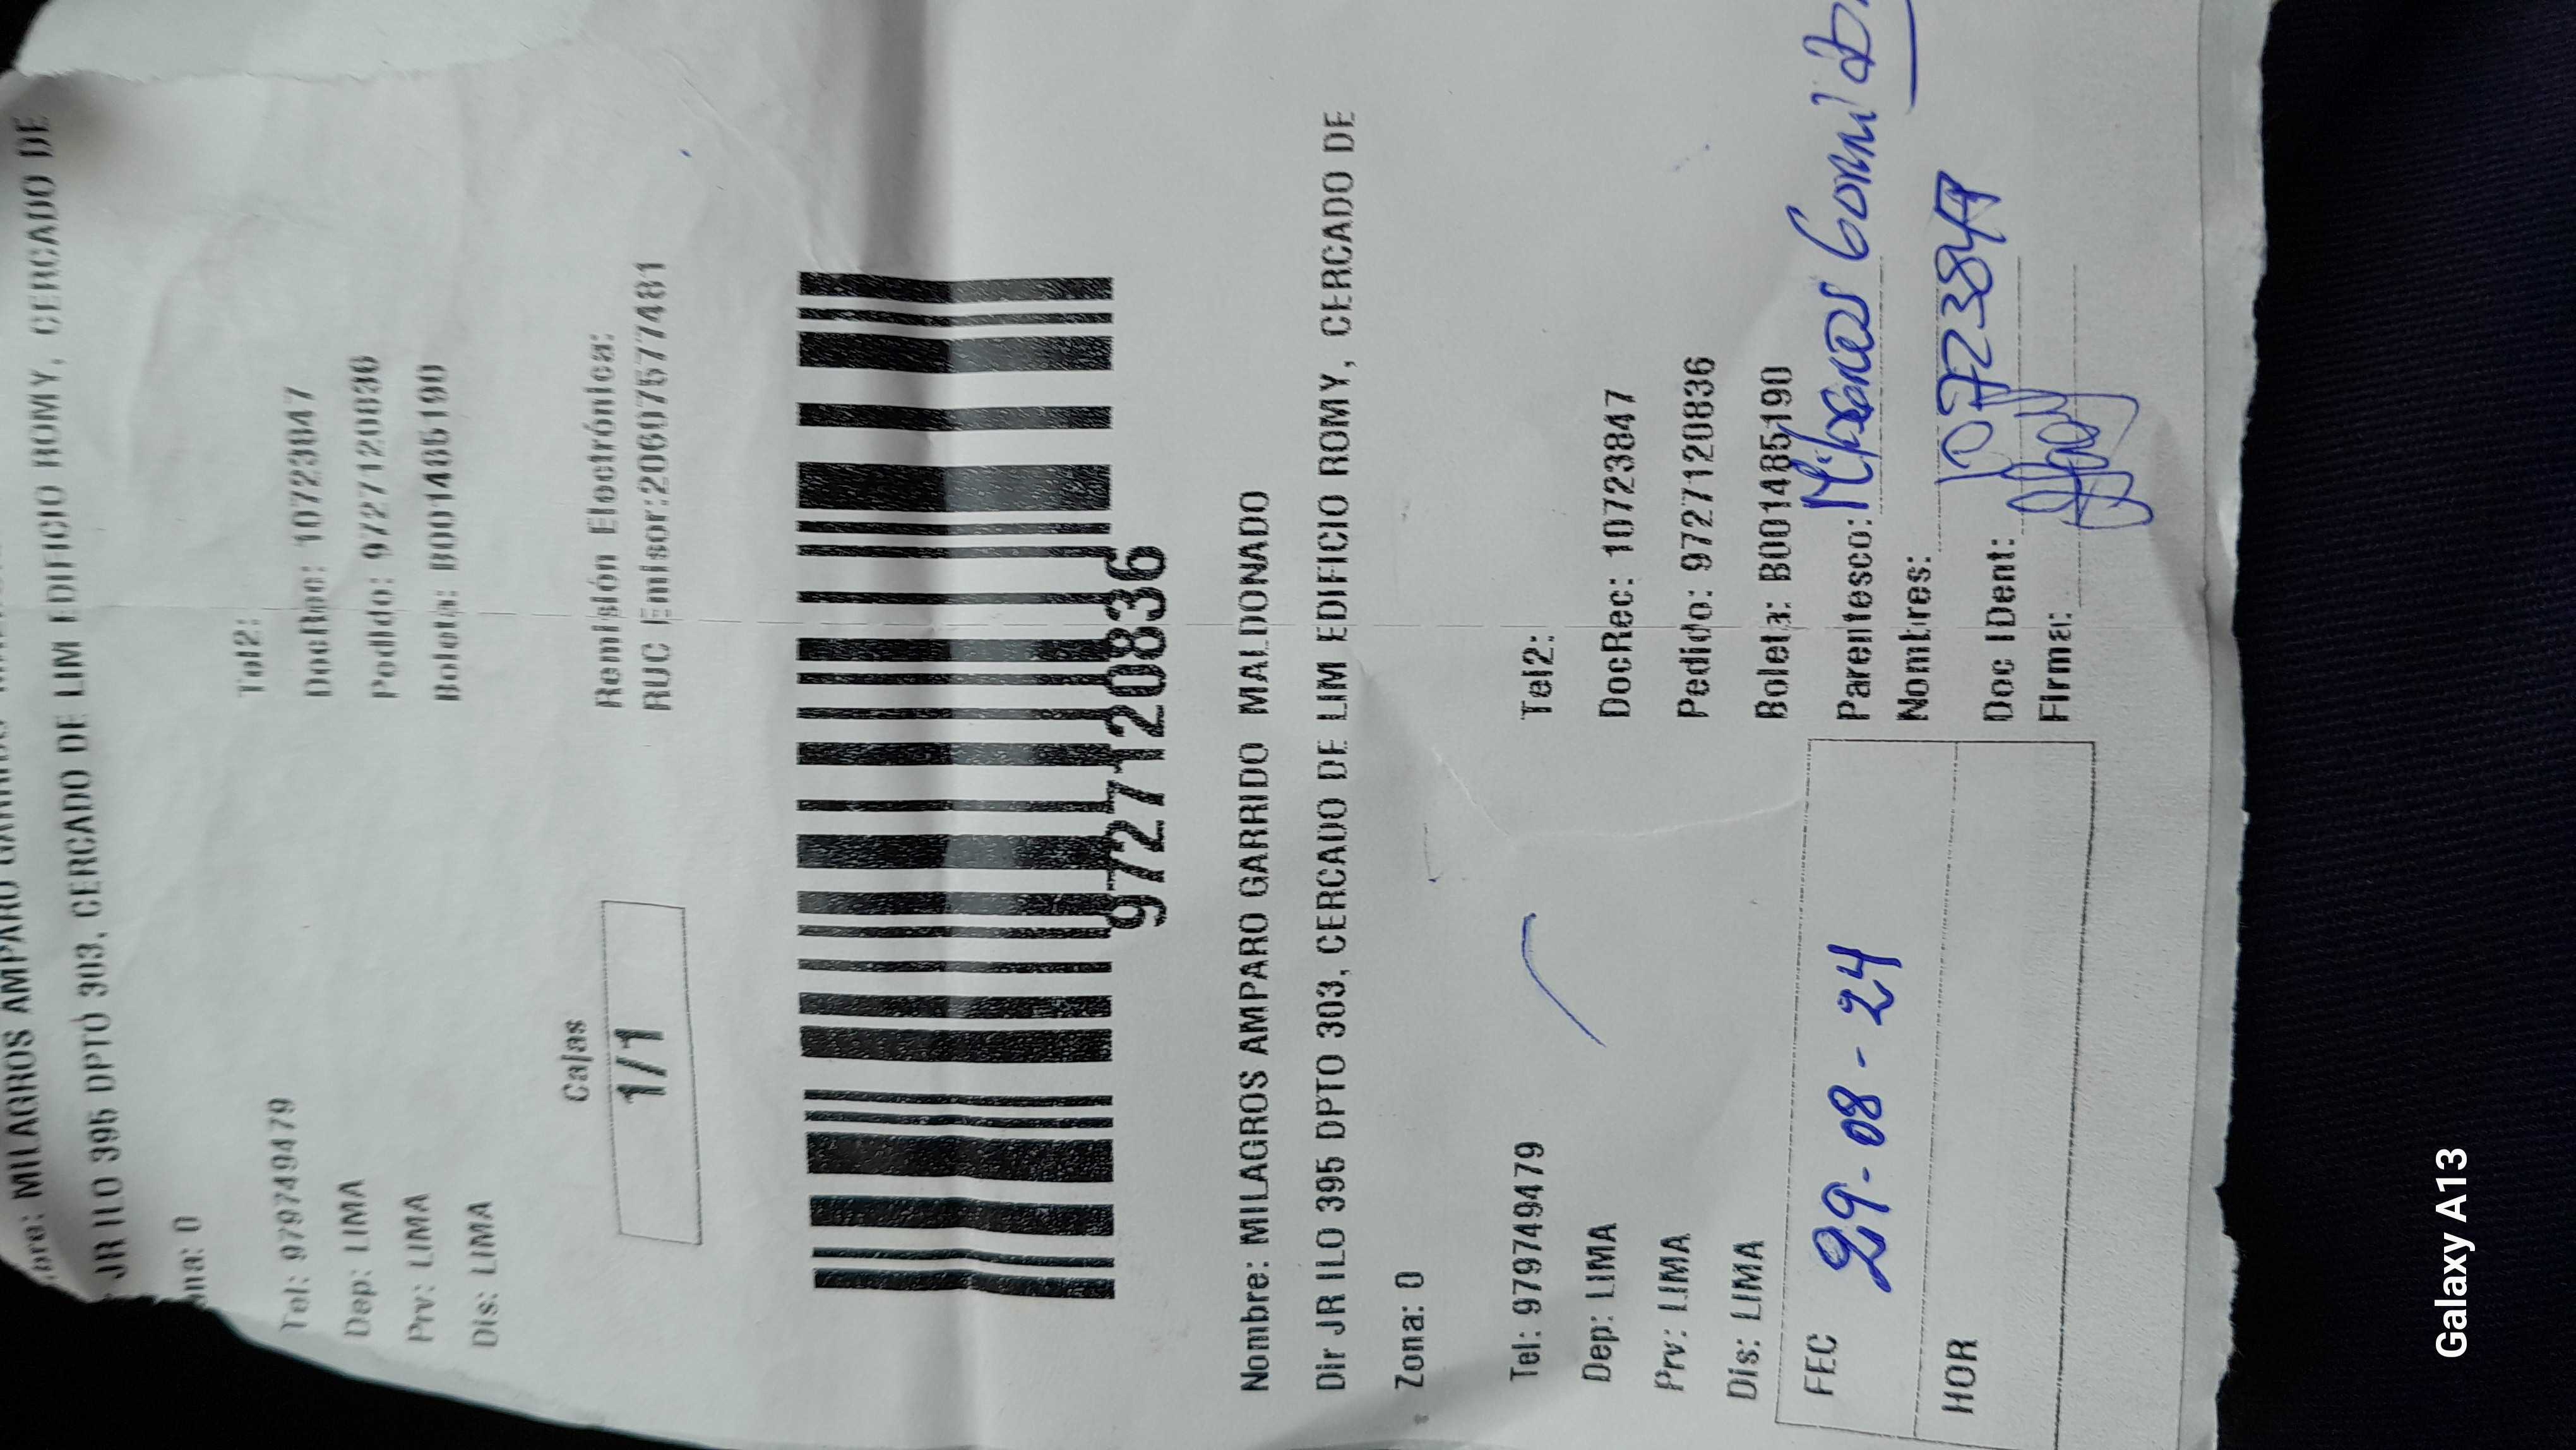 MILAGROS AMPARO
JR ILO 395 DPTO 303, CERCADO DE LIM EDIFICIO ROMY, CERCADO DE
na: 0
Tel: 979749479 Tel2:
Dep: LIMA DocRec: 10723847
Prv: LIMA Pedido: 9727120836
Dis: LIMA Boleta: B001485190
Cajas Remisión Electrónica:
1/1 RUC Emisor:20607577481
9727120836
Nombre: MILAGROS AMPARO GARRIDO MALDONADO
Dir JR ILO 395 DPTO 303, CERCADO DE LIM EDIFICIO ROMY, CERCADO DE
Zona: 0
Tel: 979749479 Tel2:
Dep: LIMA DocRec: 10723847
Prv: LIMA Pedido: 9727120836
Dis: LIMA Boleta: B001485190
FEC 29-08-24 Parentesco: Milagros
Nombres:
10723847
HOR Doc IDent:
Firma:
Galaxy A13